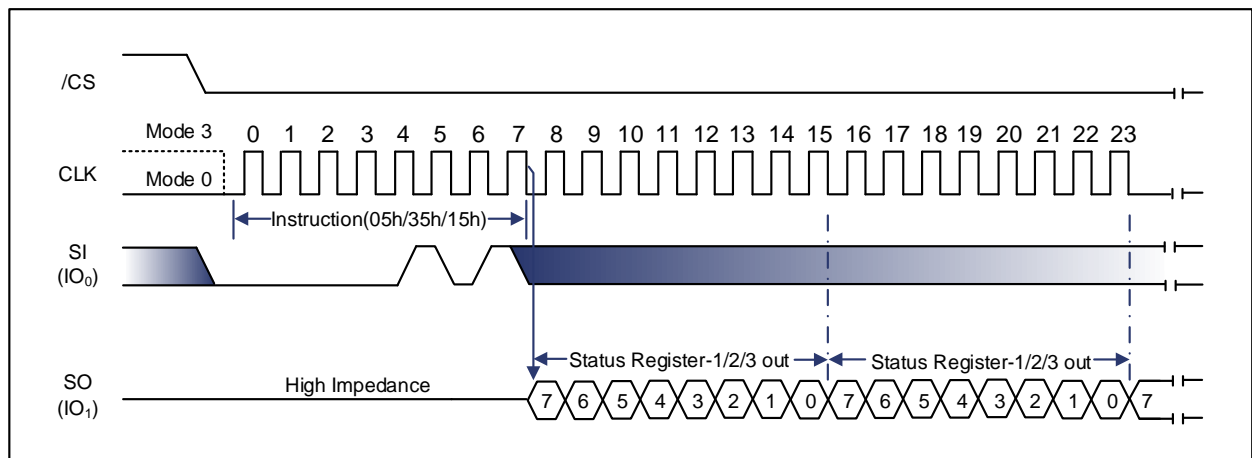 /CS
Mode 3
0 1 2 3 4 5 6 7 8 9 10 11 12 13 14 15 16 17 18 19 20 21 22 23
CLK
Mode 0
Instruction(05h/35h/15h)
SI
(IO₀)
Status Register-1/2/3 out Status Register-1/2/3 out
SO
High Impedance
(IO₁)
7 6 5 4 3 2 1 0 7 6 5 4 3 2 1 0 7